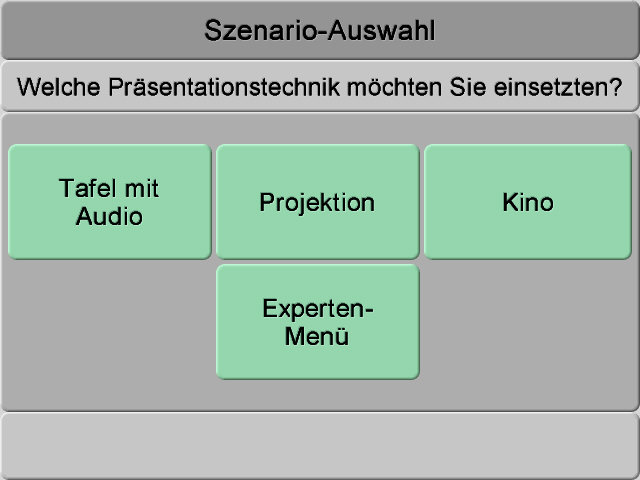 Szenario-Auswahl
Welche Präsentationstechnik möchten Sie einsetzten?
Tafel mit
Audio
Projektion
Kino
Experten-
Menü